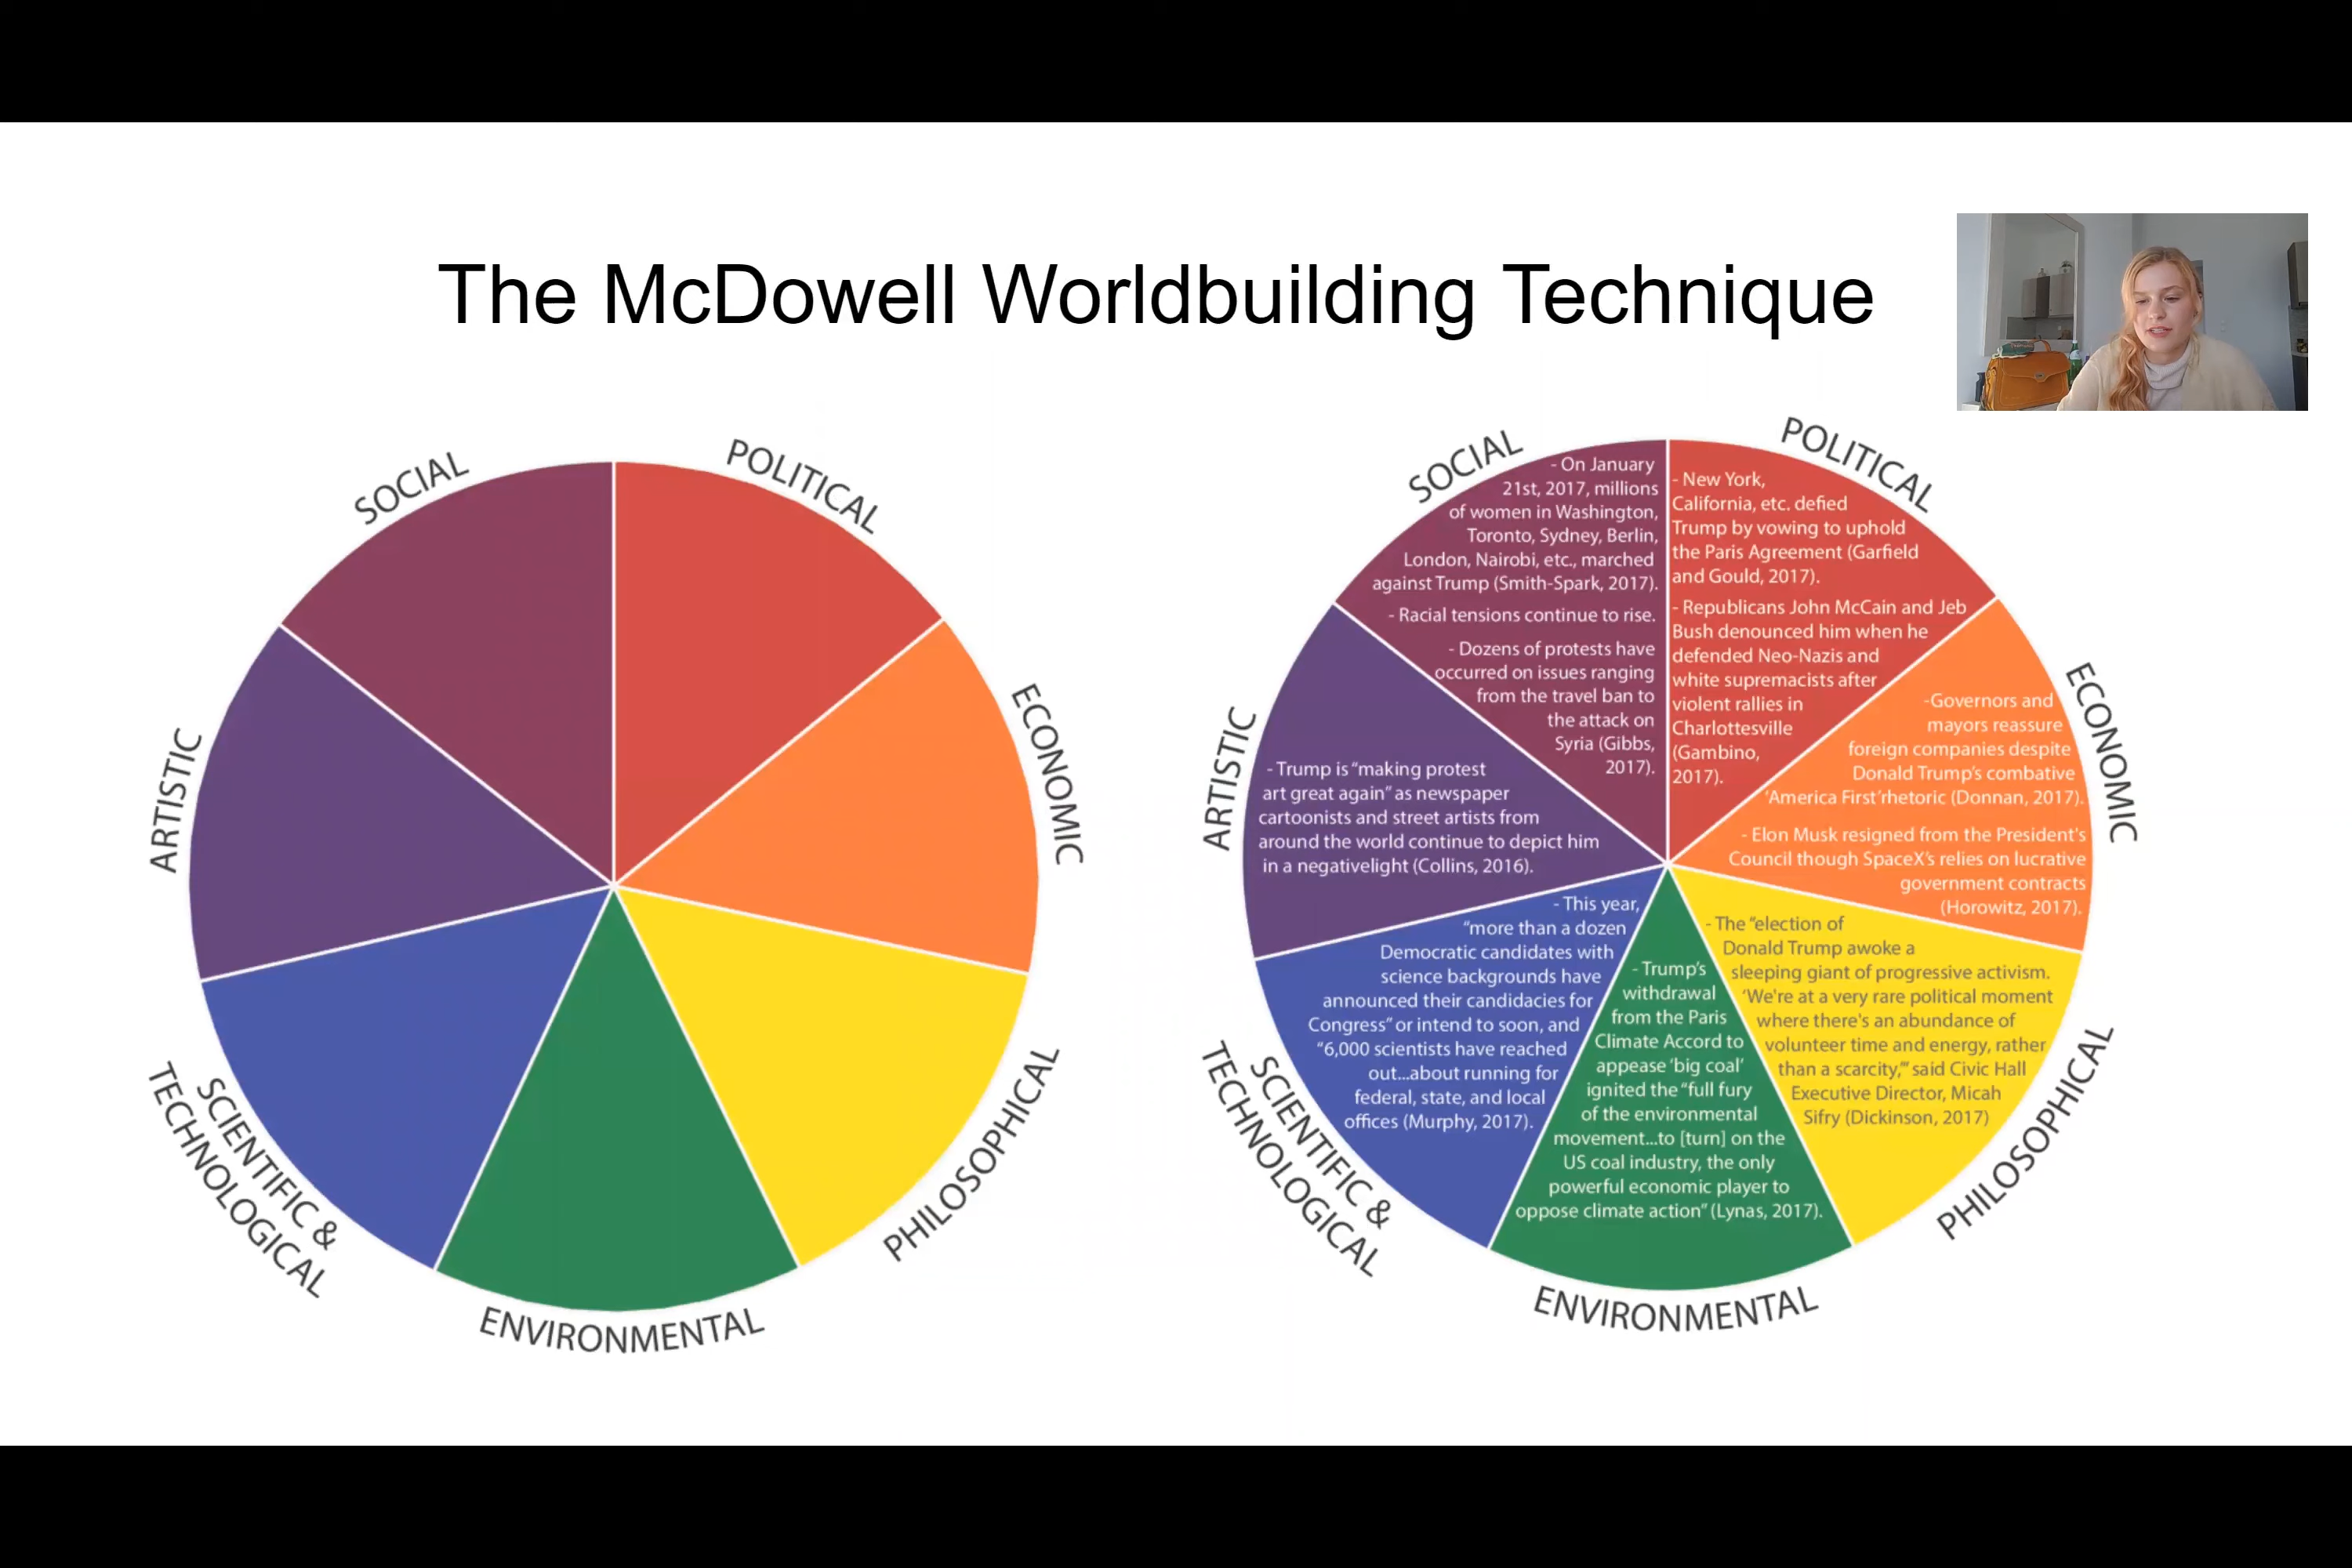 The McDowell Worldbuilding Technique
SOCIAL
POLITICAL
ECONOMIC
PHILOSOPHICAL
ENVIRONMENTAL
SCIENTIFIC &
TECHNOLOGICAL
ARTISTIC
SOCIAL
- On January
21st, 2017, millions
of women in Washington,
Toronto, Sydney, Berlin,
London, Nairobi, etc., marched
against Trump (Smith-Spark, 2017).
- Racial tensions continue to rise.
- Dozens of protests have
occurred on issues ranging
from the travel ban to
the attack on
Syria (Gibbs,
2017).
POLITICAL
- New York,
California, etc. defied
Trump by vowing to uphold
the Paris Agreement (Garfield
and Gould, 2017).
- Republicans John McCain and Jeb
Bush denounced him when he
defended Neo-Nazis and
white supremacists after
violent rallies in
Charlottesville
(Gambino,
2017).
ECONOMIC
-Governors and
mayors reassure
foreign companies despite
Donald Trump's combative
'America First'rhetoric (Donnan, 2017).
- Elon Musk resigned from the President's
Council though SpaceX's relies on lucrative
government contracts
(Horowitz, 2017).
PHILOSOPHICAL
- The "election of
Donald Trump awoke a
sleeping giant of progressive activism.
'We're at a very rare political moment
where there's an abundance of
volunteer time and energy, rather
than a scarcity,'" said Civic Hall
Executive Director, Micah
Sifry (Dickinson, 2017)
ENVIRONMENTAL
- Trump's
withdrawal
from the Paris
Climate Accord to
appease 'big coal'
ignited the "full fury
of the environmental
movement...to [turn] on the
US coal industry, the only
powerful economic player to
oppose climate action" (Lynas, 2017).
SCIENTIFIC &
TECHNOLOGICAL
- This year,
"more than a dozen
Democratic candidates with
science backgrounds have
announced their candidacies for
Congress" or intend to soon, and
"6,000 scientists have reached
out...about running for
federal, state, and local
offices (Murphy, 2017).
ARTISTIC
- Trump is "making protest
art great again" as newspaper
cartoonists and street artists from
around the world continue to depict him
in a negativelight (Collins, 2016).